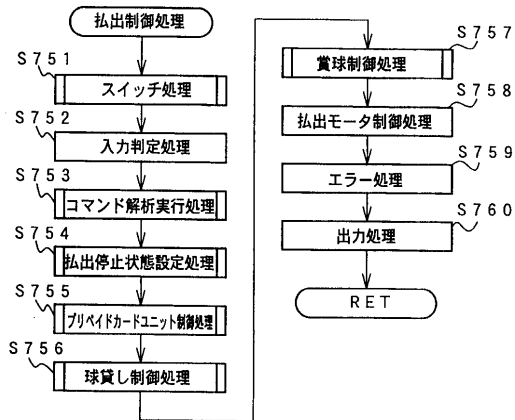 払出制御処理
S751
スイッチ処理
S752
入力判定処理
S753
コマンド解析実行処理
S754
払出停止状態設定処理
S755
プリペイドカードユニット制御処理
S756
球貸し制御処理
S757
賞球制御処理
S758
払出モータ制御処理
S759
エラー処理
S760
出力処理
RET